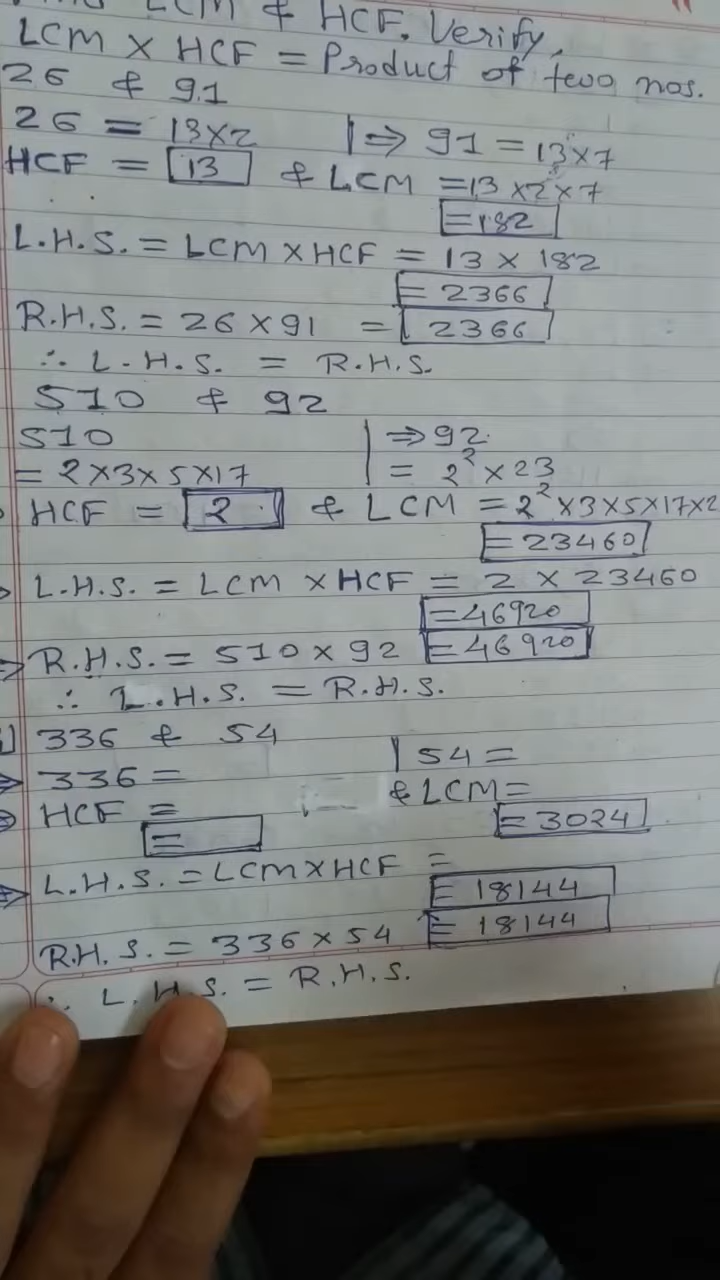 LCM & HCF. Verify,
LCM × HCF = Product of two nos.
26 & 91
26 = 13×2 |⇒ 91 = 13×7
HCF = 13 & LCM = 13×2×7
= 182
L.H.S. = LCM × HCF = 13 × 182
= 2366
R.H.S. = 26 × 91 = 2366
∴ L.H.S. = R.H.S.
510 & 92
510 |⇒ 92
= 2×3×5×17 | = 2²×23
HCF = 2 & LCM = 2²×3×5×17×2
= 23460
L.H.S. = LCM × HCF = 2 × 23460
= 46920
⇒ R.H.S. = 510 × 92 = 46920
∴ L.H.S. = R.H.S.
336 & 54
⇒ 336 = | 54 =
⇒ HCF = & LCM =
= = 3024
⇒ L.H.S. = LCM × HCF =
= 18144
R.H.S. = 336 × 54 = 18144
∴ L.H.S. = R.H.S.